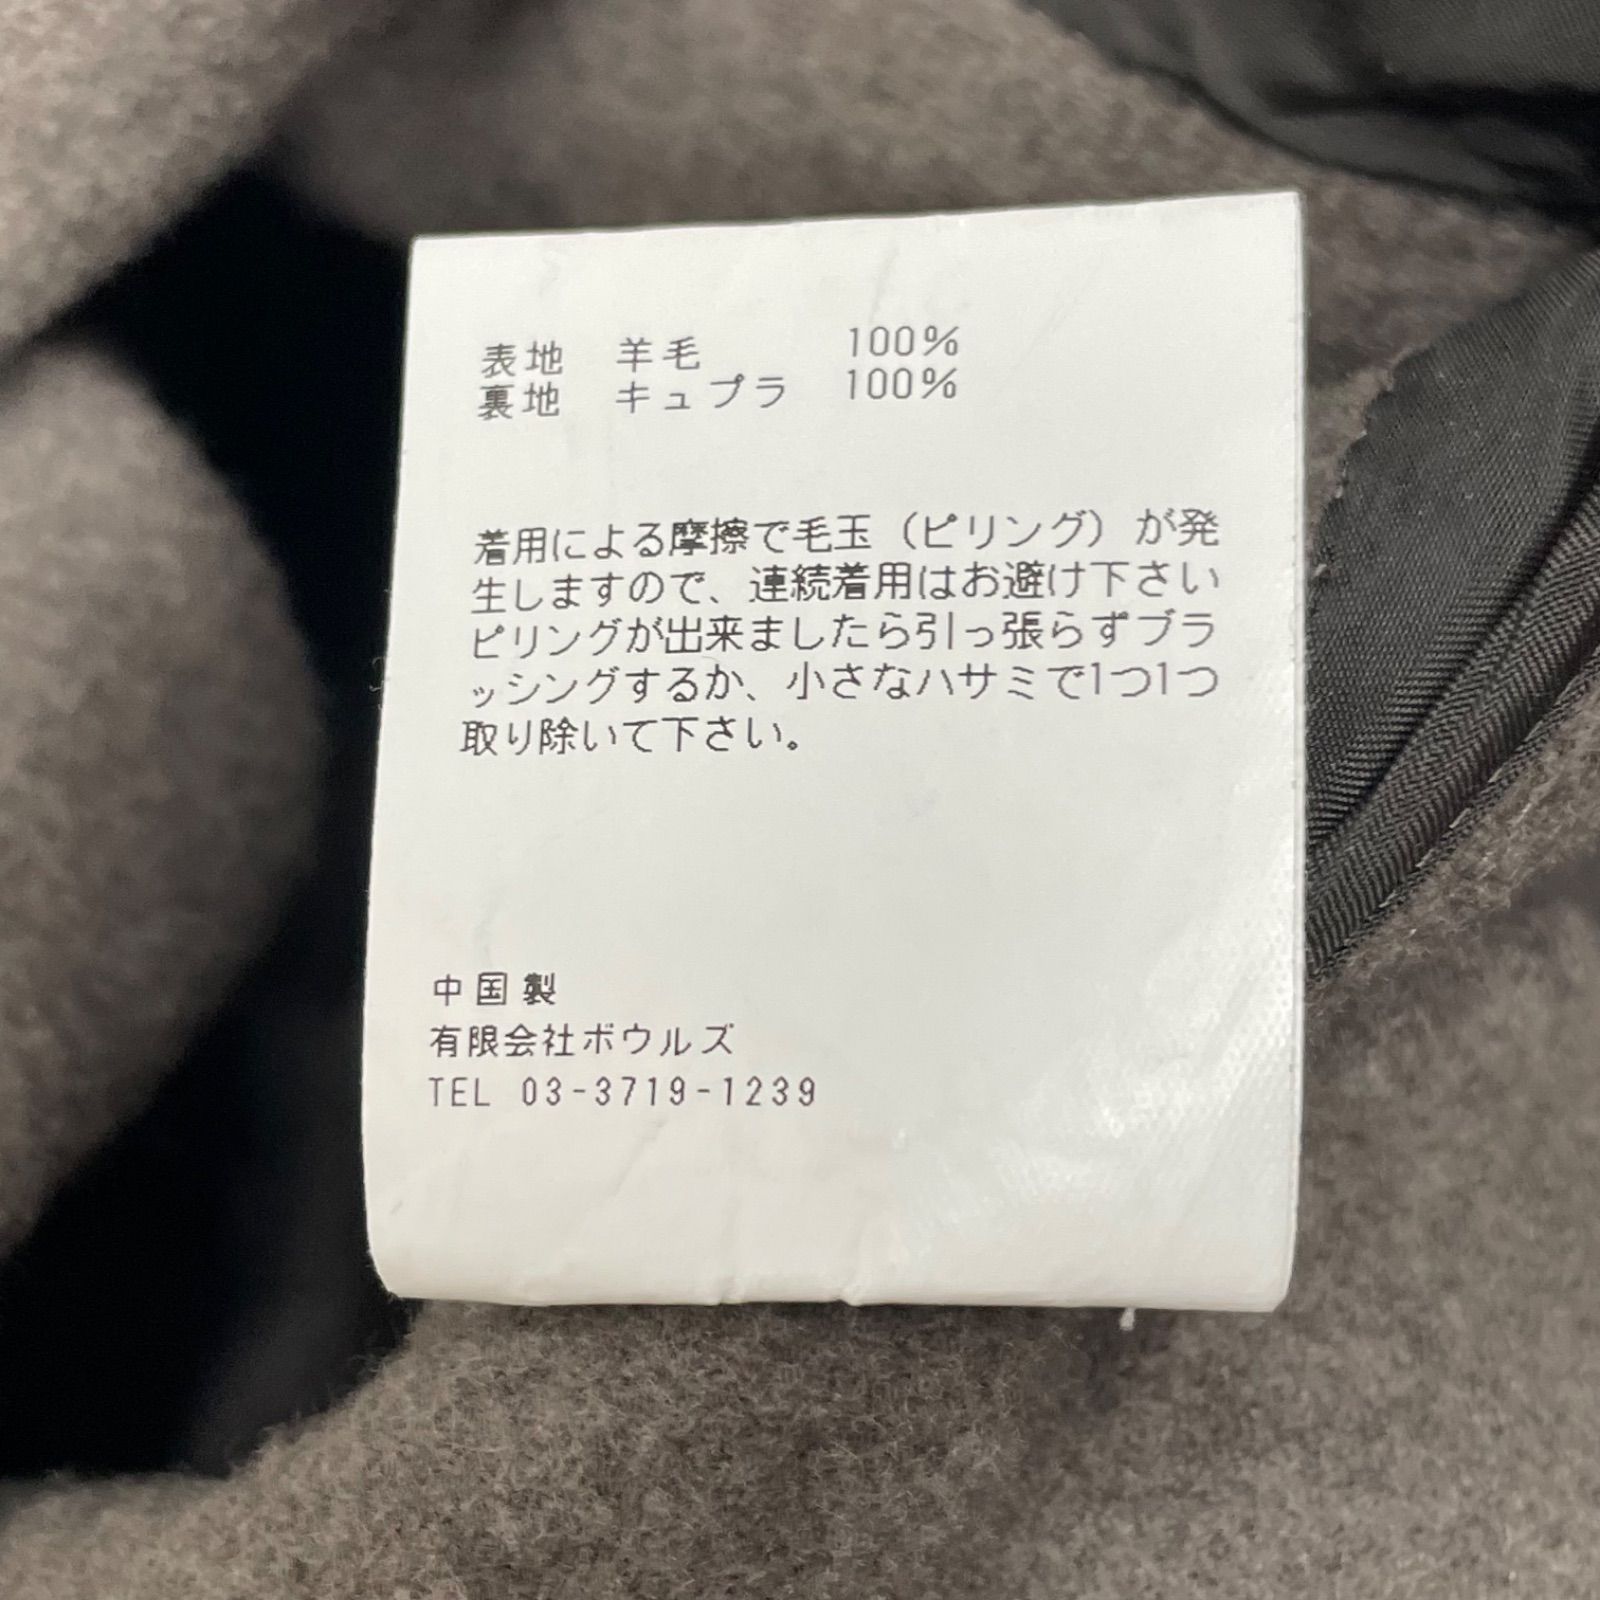 表地 羊毛 100%
裏地 キュプラ 100%
着用による摩擦で毛玉（ピリング）が発
生しますので、連続着用はお避け下さい
ピリングが出来ましたら引っ張らずブラ
ッシングするか、小さなハサミで1つ1つ
取り除いて下さい。
中国製
有限会社ボウルズ
TEL 03-3719-1239